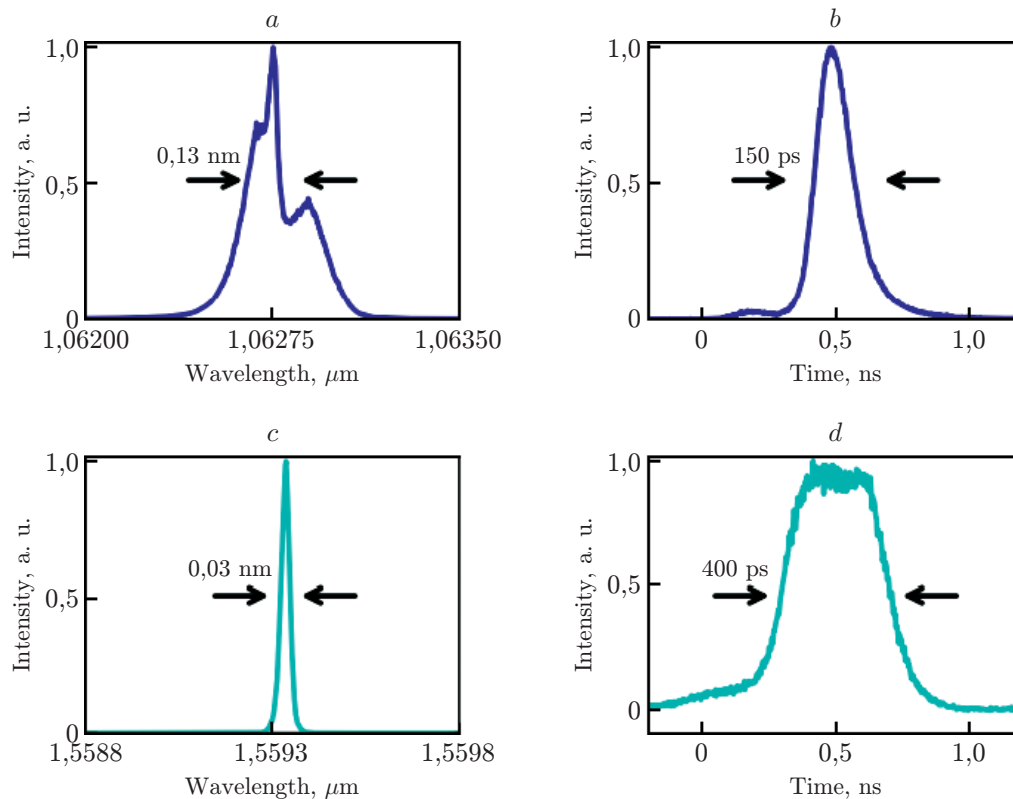 a
1,0
0,5
0
Intensity, a. u.
0,13 nm
1,06200
1,06275
1,06350
Wavelength, μm
b
1,0
0,5
0
Intensity, a. u.
150 ps
0
0,5
1,0
Time, ns
c
1,0
0,5
0
Intensity, a. u.
0,03 nm
1,5588
1,5593
1,5598
Wavelength, μm
d
1,0
0,5
0
Intensity, a. u.
400 ps
0
0,5
1,0
Time, ns